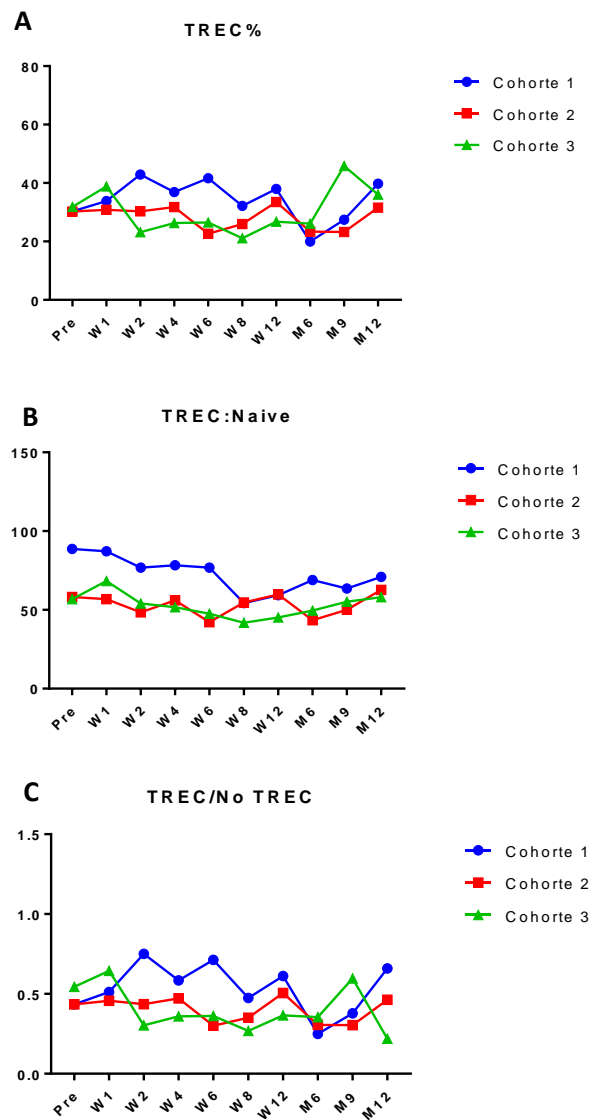 A
TREC%
80
60
40
20
0
Pre W1 W2 W4 W6 W8 W12 M6 M9 M12
Cohorte 1
Cohorte 2
Cohorte 3
B
TREC:Naive
150
100
50
0
Pre W1 W2 W4 W6 W8 W12 M6 M9 M12
Cohorte 1
Cohorte 2
Cohorte 3
C
TREC/No TREC
1.5
1.0
0.5
0.0
Pre W1 W2 W4 W6 W8 W12 M6 M9 M12
Cohorte 1
Cohorte 2
Cohorte 3